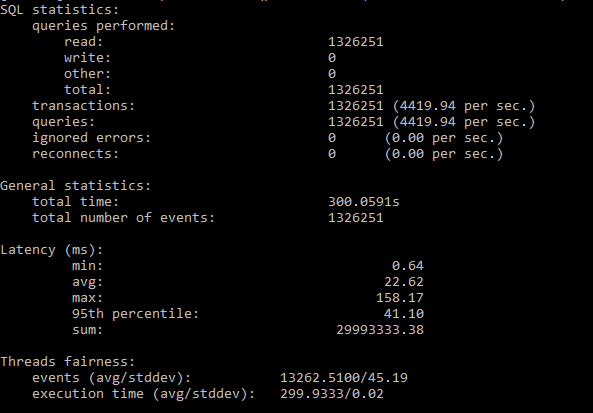 SQL statistics:
queries performed:
read: 1326251
write: 0
other: 0
total: 1326251
transactions: 1326251 (4419.94 per sec.)
queries: 1326251 (4419.94 per sec.)
ignored errors: 0 (0.00 per sec.)
reconnects: 0 (0.00 per sec.)
General statistics:
total time: 300.0591s
total number of events: 1326251
Latency (ms):
min: 0.64
avg: 22.62
max: 158.17
95th percentile: 41.10
sum: 29993333.38
Threads fairness:
events (avg/stddev): 13262.5100/45.19
execution time (avg/stddev): 299.9333/0.02